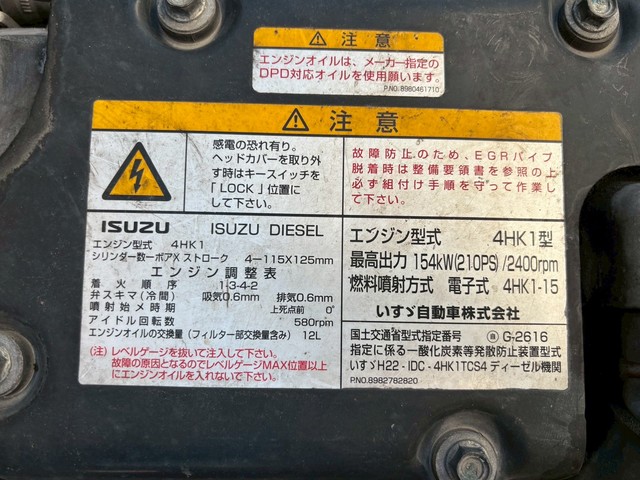 ⚠ 注意
エンジンオイルは、メーカー指定の
DPD対応オイルを使用願います。
P.NO.8980461710
⚠ 注意
感電の恐れ有り。
ヘッドカバーを取り外
す時はキースイッチを
「LOCK」位置に
して下さい。
故障防止のため、EGRパイプ
脱着時は整備要領書を参照の上
必ず組付け手順を守って作業し
て下さい。
ISUZU ISUZU DIESEL
エンジン型式 4HK1
シリンダー数ーボアX ストローク 4ー115X125mm
エンジン調整表
着火順序 1-3-4-2
弁スキマ(冷間) 吸気0.6mm 排気0.6mm
噴射始メ時期 上死点前 0°
アイドル回転数 580rpm
エンジンオイルの交換量(フィルター部交換量含み) 12L
(注) レベルゲージを抜いて注入して下さい。
故障の原因となるのでレベルゲージMAX位置以上
にエンジンオイルを入れないで下さい。
エンジン型式 4HK1型
最高出力 154kW(210PS)/2400rpm
燃料噴射方式 電子式 4HK1-15
いすゞ自動車株式会社
国土交通省型式指定番号 G-2616
指定に係る一酸化炭素等発散防止装置型式
いすゞH22-IDC-4HK1TCS4 ディーゼル機関
P.NO.8982782820